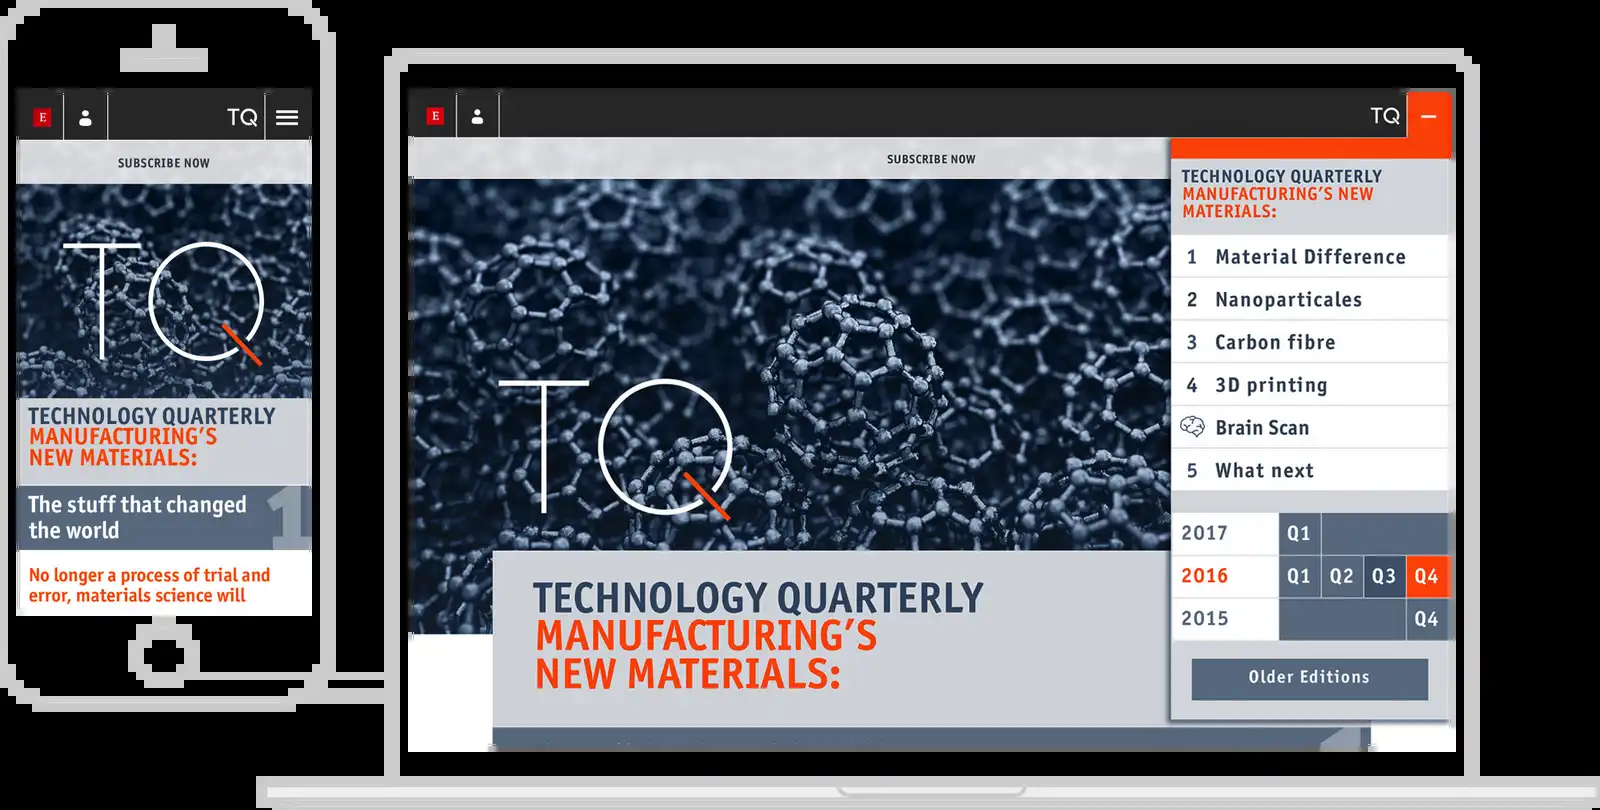 E
TQ
SUBSCRIBE NOW
TQ
TECHNOLOGY QUARTERLY
MANUFACTURING'S
NEW MATERIALS:
The stuff that changed
the world
1
No longer a process of trial and
error, materials science will
E
TQ
SUBSCRIBE NOW
TQ
TECHNOLOGY QUARTERLY
MANUFACTURING'S
NEW MATERIALS:
TECHNOLOGY QUARTERLY
MANUFACTURING'S NEW
MATERIALS:
1 Material Difference
2 Nanoparticales
3 Carbon fibre
4 3D printing
Brain Scan
5 What next
2017 Q1
2016 Q1 Q2 Q3 Q4
2015 Q4
Older Editions